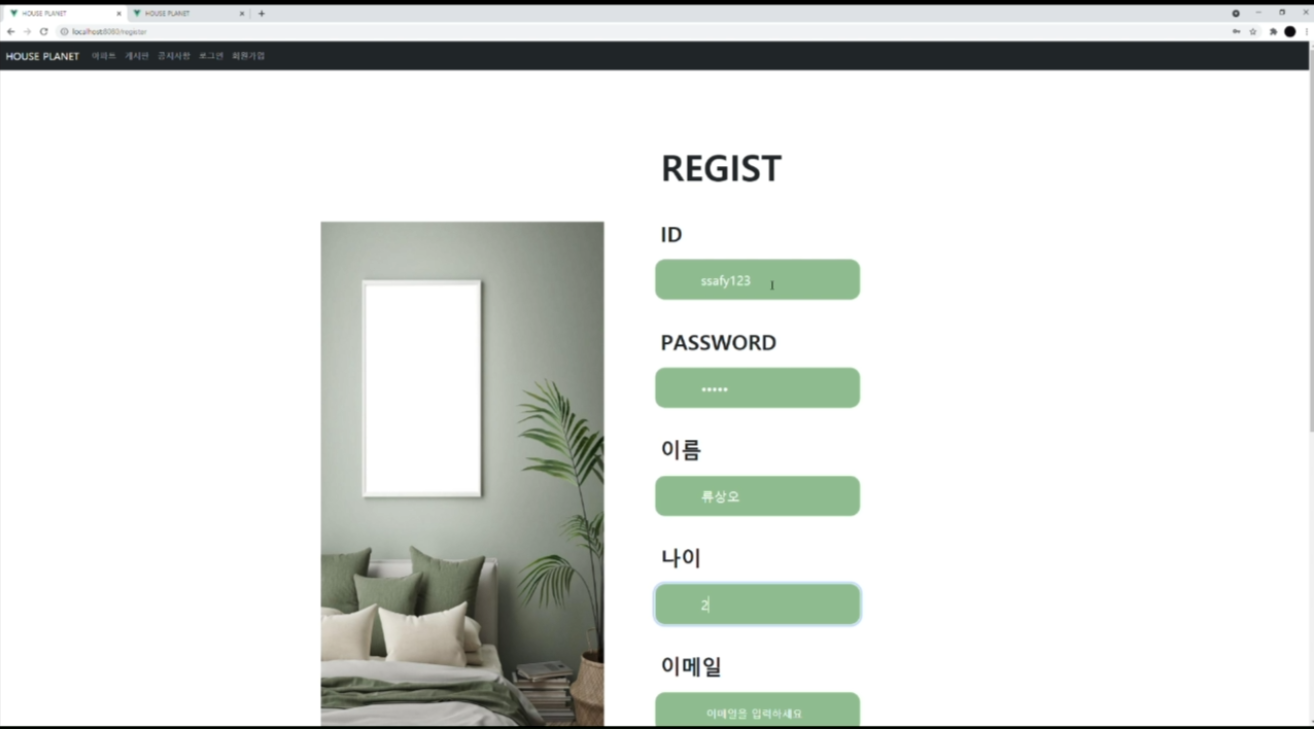 HOUSE PLANET
HOUSE PLANET
localhost:8080/register
HOUSE PLANET 아파트 게시판 공지사항 로그인 회원가입
REGIST
ID
ssafy123
PASSWORD
•••••
이름
류상오
나이
2
이메일
이메일을 입력하세요